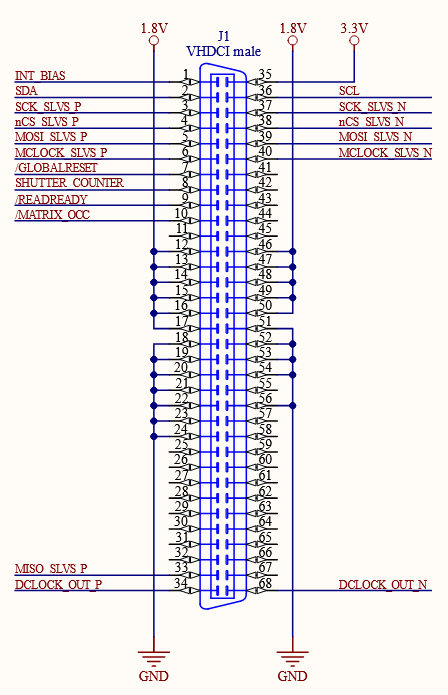 1.8V 1.8V 3.3V
J1
VHDCI male
INT_BIAS 1 35
SDA 2 36 SCL
SCK_SLVS_P 3 37 SCK_SLVS_N
nCS_SLVS_P 4 38 nCS_SLVS_N
MOSI_SLVS_P 5 39 MOSI_SLVS_N
MCLOCK_SLVS_P 6 40 MCLOCK_SLVS_N
/GLOBALRESET 7 41
SHUTTER_COUNTER 8 42
/READREADY 9 43
/MATRIX_OCC 10 44
11 45
12 46
13 47
14 48
15 49
16 50
17 51
18 52
19 53
20 54
21 55
22 56
23 57
24 58
25 59
26 60
27 61
28 62
29 63
30 64
31 65
32 66
MISO_SLVS_P 33 67
DCLOCK_OUT_P 34 68 DCLOCK_OUT_N
GND GND